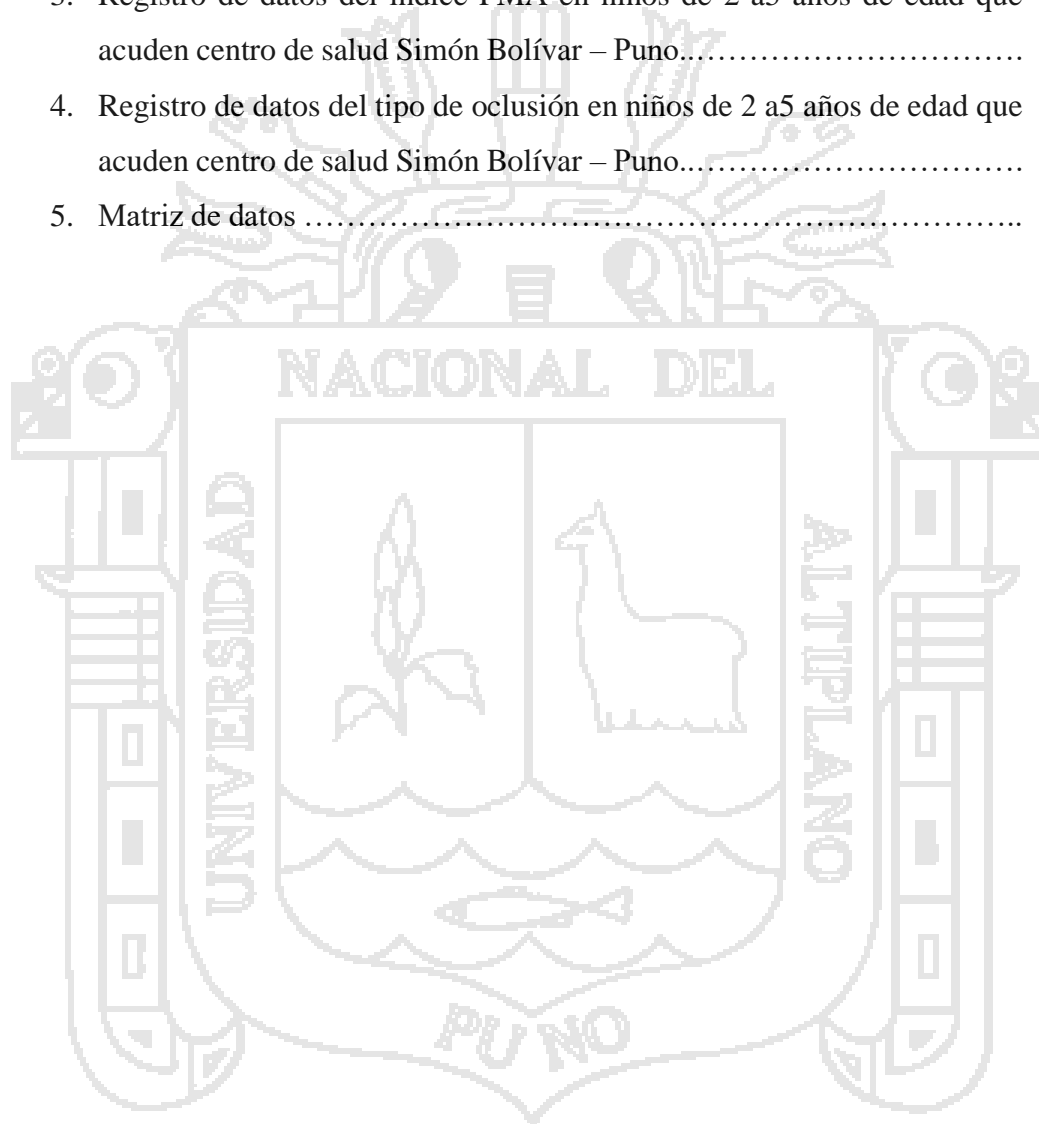 3. Registro de datos del índice PMA en niños de 2 a5 años de edad que
acuden centro de salud Simón Bolívar – Puno..……………………………
4. Registro de datos del tipo de oclusión en niños de 2 a5 años de edad que
acuden centro de salud Simón Bolívar – Puno..……………………………
5. Matriz de datos …………………………………………………………….
NACIONAL DEL
UNIVERSIDAD
ALTIPLANO
PUNO